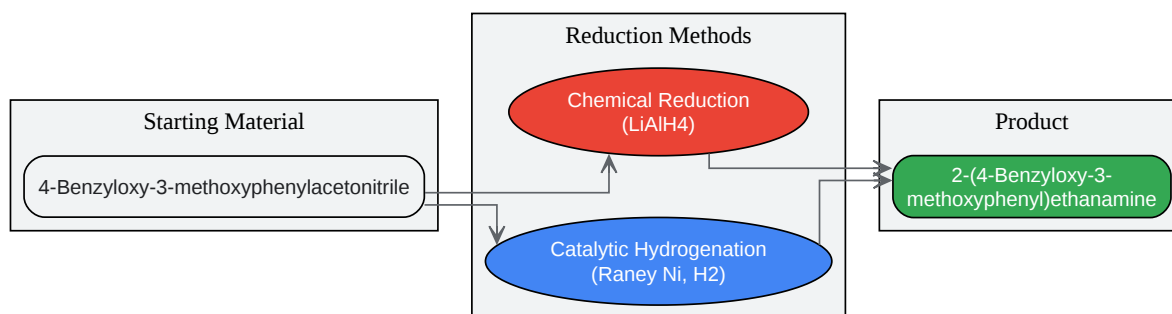 Reduction Methods
Chemical Reduction
(LiAlH4)
Starting Material
4-Benzyloxy-3-methoxyphenylacetonitrile
Catalytic Hydrogenation
(Raney Ni, H2)
Product
2-(4-Benzyloxy-3-
methoxyphenyl)ethanamine